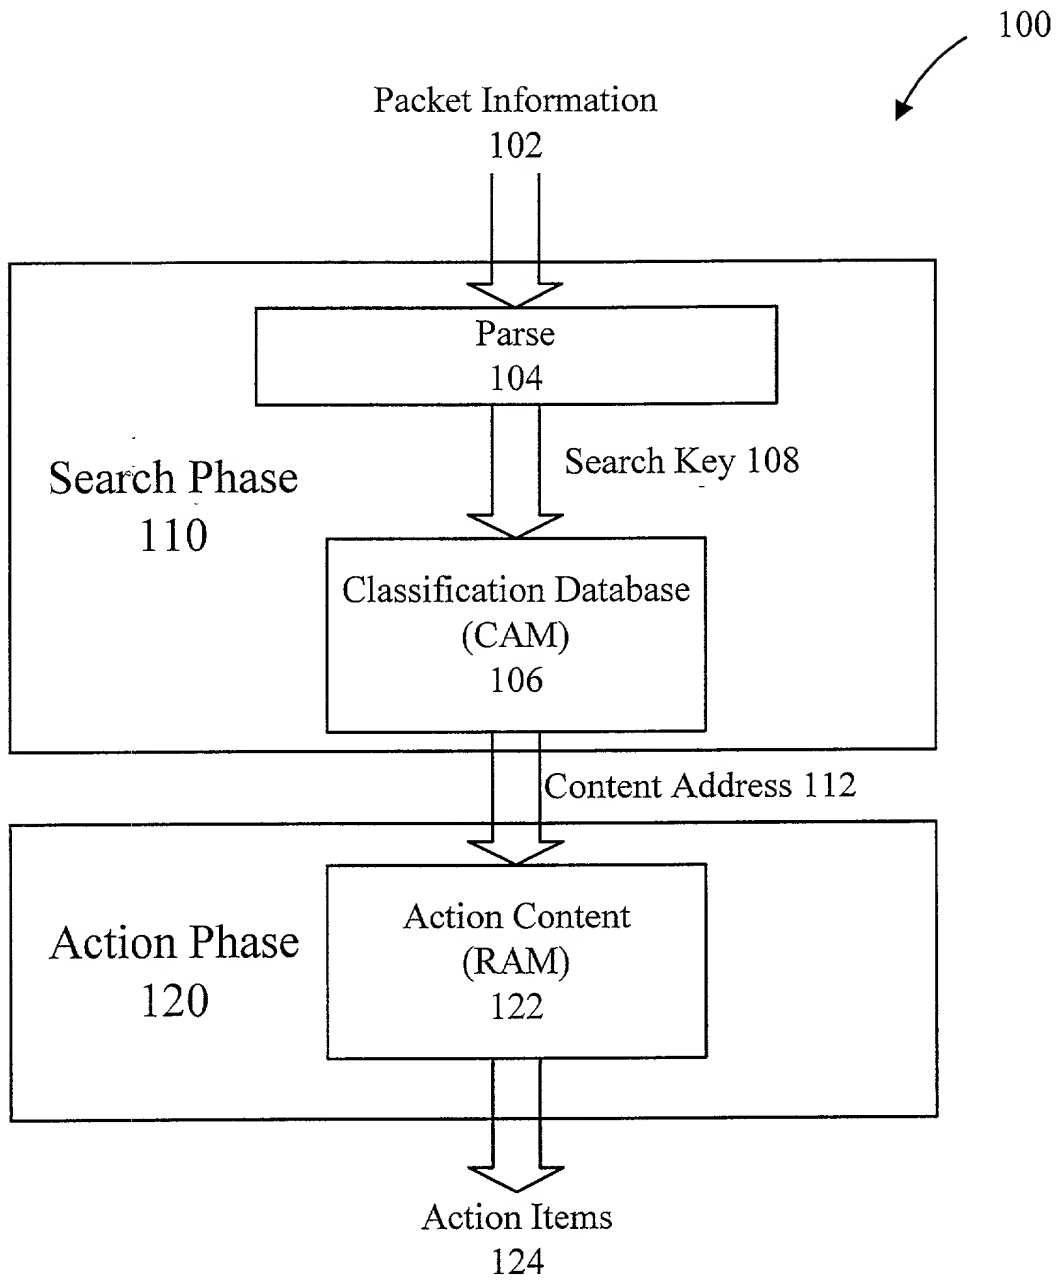 100
Packet Information
102
Parse
104
Search Key 108
Search Phase
110
Classification Database
(CAM)
106
Content Address 112
Action Phase
120
Action Content
(RAM)
122
Action Items
124